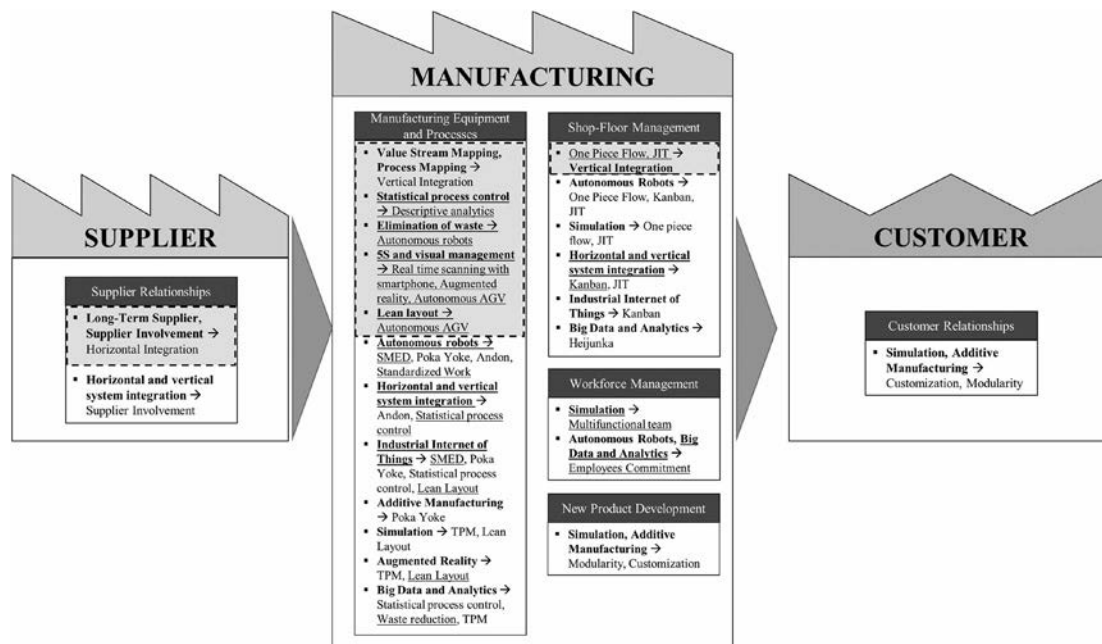 SUPPLIER
Supplier Relationships
▪ Long-Term Supplier,
Supplier Involvement →
Horizontal Integration
▪ Horizontal and vertical
system integration →
Supplier Involvement
MANUFACTURING
Manufacturing Equipment
and Processes
▪ Value Stream Mapping,
Process Mapping →
Vertical Integration
▪ Statistical process control
→ Descriptive analytics
▪ Elimination of waste →
Autonomous robots
▪ 5S and visual management
→ Real time scanning with
smartphone, Augmented
reality, Autonomous AGV
▪ Lean layout →
Autonomous AGV
▪ Autonomous robots →
SMED, Poka Yoke, Andon,
Standardized Work
▪ Horizontal and vertical
system integration →
Andon, Statistical process
control
▪ Industrial Internet of
Things → SMED, Poka
Yoke, Statistical process
control, Lean Layout
▪ Additive Manufacturing
→ Poka Yoke
▪ Simulation → TPM, Lean
Layout
▪ Augmented Reality →
TPM, Lean Layout
▪ Big Data and Analytics →
Statistical process control,
Waste reduction, TPM
Shop-Floor Management
▪ One Piece Flow, JIT →
Vertical Integration
▪ Autonomous Robots →
One Piece Flow, Kanban,
JIT
▪ Simulation → One piece
flow, JIT
▪ Horizontal and vertical
system integration →
Kanban, JIT
▪ Industrial Internet of
Things → Kanban
▪ Big Data and Analytics →
Heijunka
Workforce Management
▪ Simulation →
Multifunctional team
▪ Autonomous Robots, Big
Data and Analytics →
Employees Commitment
New Product Development
▪ Simulation, Additive
Manufacturing →
Modularity, Customization
CUSTOMER
Customer Relationships
▪ Simulation, Additive
Manufacturing →
Customization, Modularity